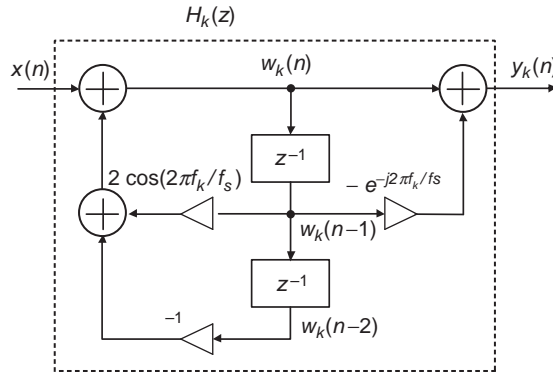 H_k(z)
x(n)
w_k(n)
y_k(n)
z⁻¹
2 cos(2πf_k/f_s)
− e^{−j2πf_k/fs}
w_k(n−1)
z⁻¹
−1
w_k(n−2)